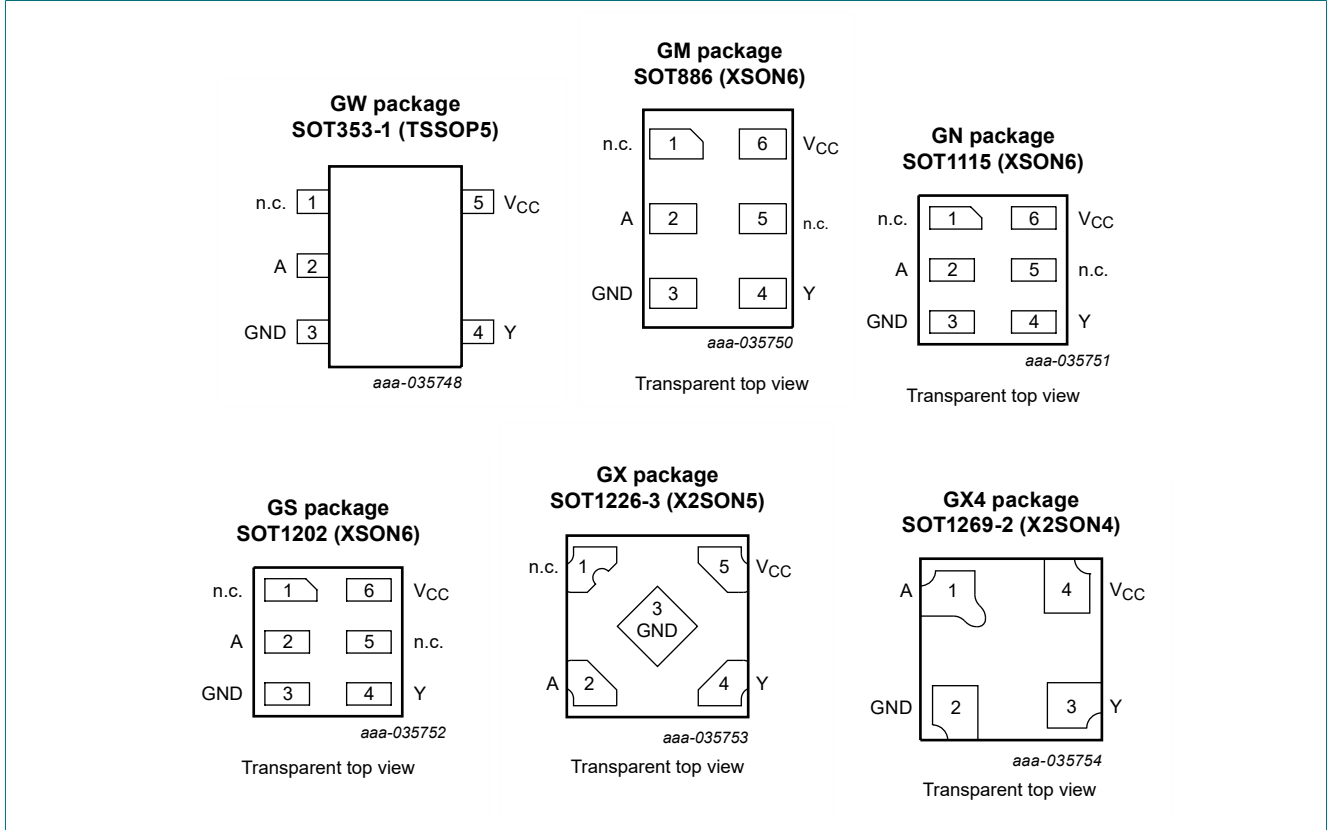 GW package
SOT353-1 (TSSOP5)
n.c. 1
5 VCC
A 2
GND 3
4 Y
aaa-035748
GM package
SOT886 (XSON6)
n.c. 1 6 VCC
A 2 5 n.c.
GND 3 4 Y
aaa-035750
Transparent top view
GN package
SOT1115 (XSON6)
n.c. 1 6 VCC
A 2 5 n.c.
GND 3 4 Y
aaa-035751
Transparent top view
GS package
SOT1202 (XSON6)
n.c. 1 6 VCC
A 2 5 n.c.
GND 3 4 Y
aaa-035752
Transparent top view
GX package
SOT1226-3 (X2SON5)
n.c. 1 5 VCC
3
GND
A 2 4 Y
aaa-035753
Transparent top view
GX4 package
SOT1269-2 (X2SON4)
A 1 4 VCC
GND 2 3 Y
aaa-035754
Transparent top view